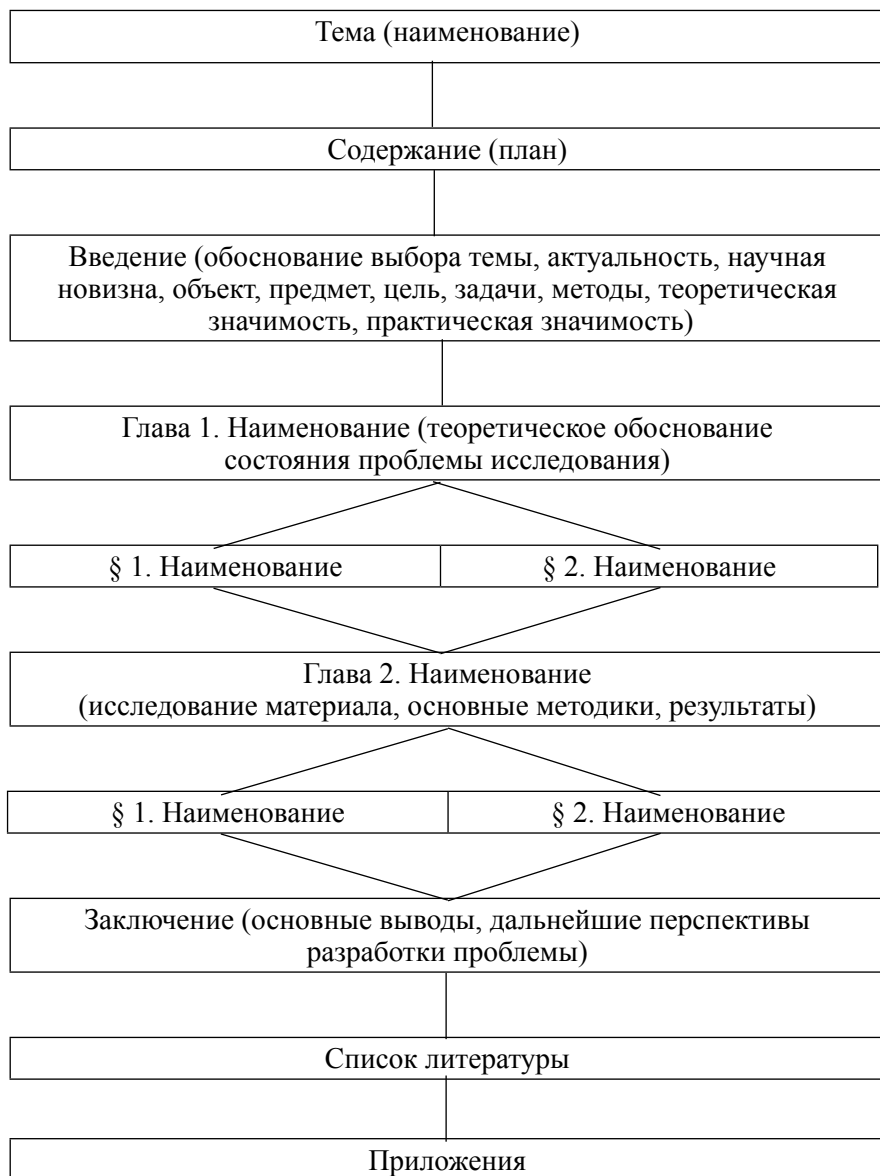 Тема (наименование)
Содержание (план)
Введение (обоснование выбора темы, актуальность, научная
новизна, объект, предмет, цель, задачи, методы, теоретическая
значимость, практическая значимость)
Глава 1. Наименование (теоретическое обоснование
состояния проблемы исследования)
§ 1. Наименование § 2. Наименование
Глава 2. Наименование
(исследование материала, основные методики, результаты)
§ 1. Наименование § 2. Наименование
Заключение (основные выводы, дальнейшие перспективы
разработки проблемы)
Список литературы
Приложения